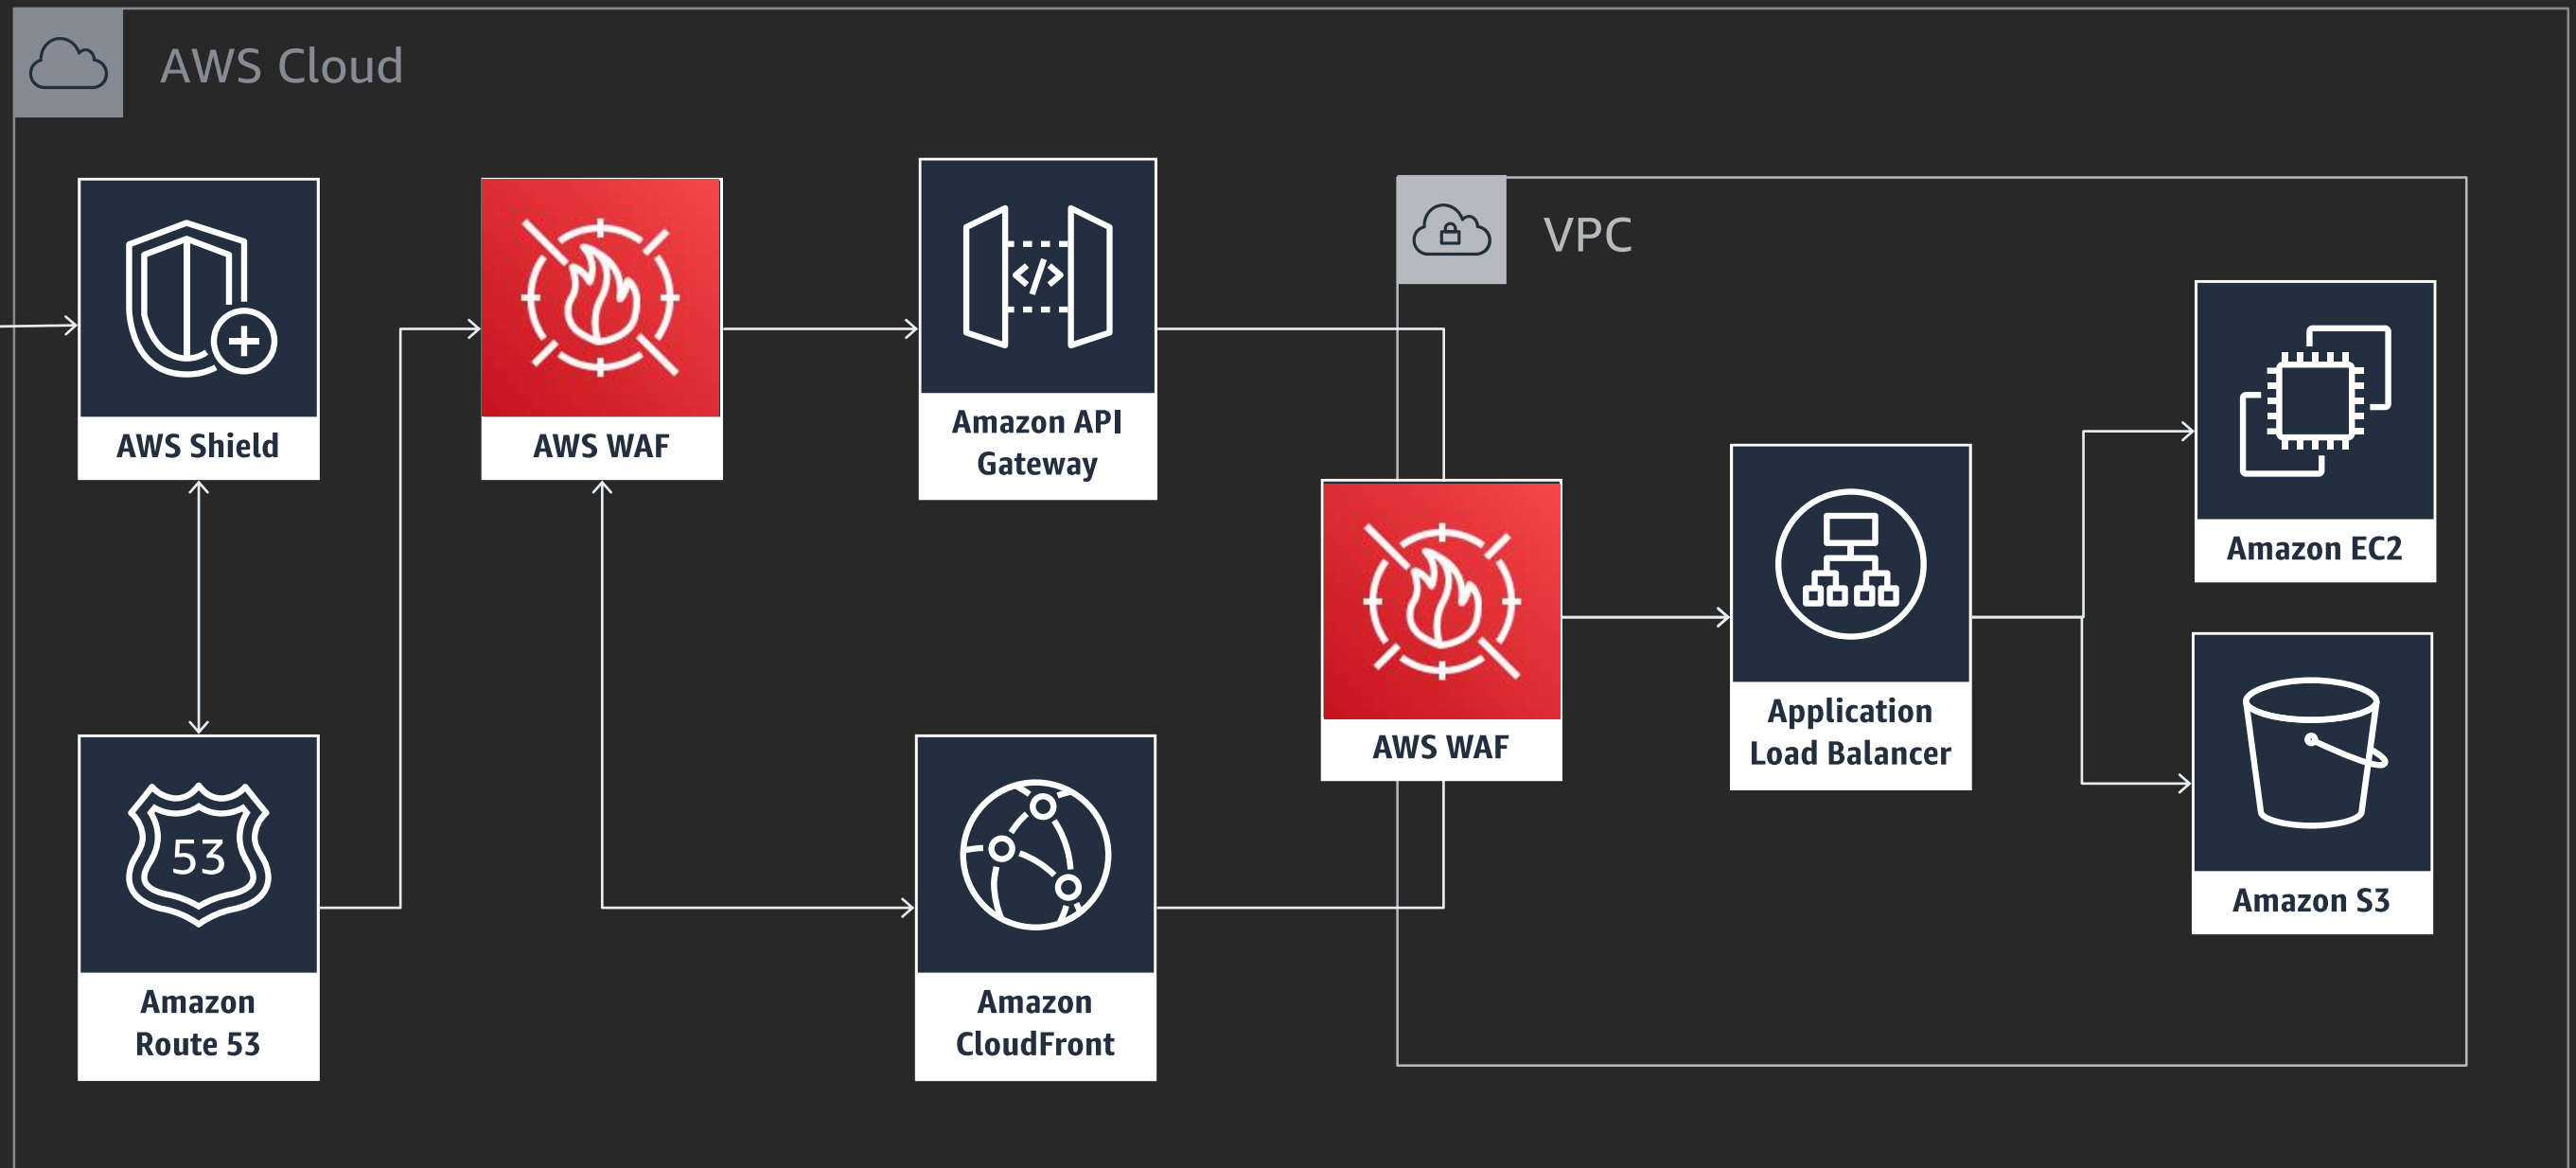 AWS Cloud
AWS Shield
AWS WAF
</>
Amazon API
Gateway
VPC
AWS WAF
Application
Load Balancer
Amazon EC2
Amazon S3
53
Amazon
Route 53
Amazon
CloudFront